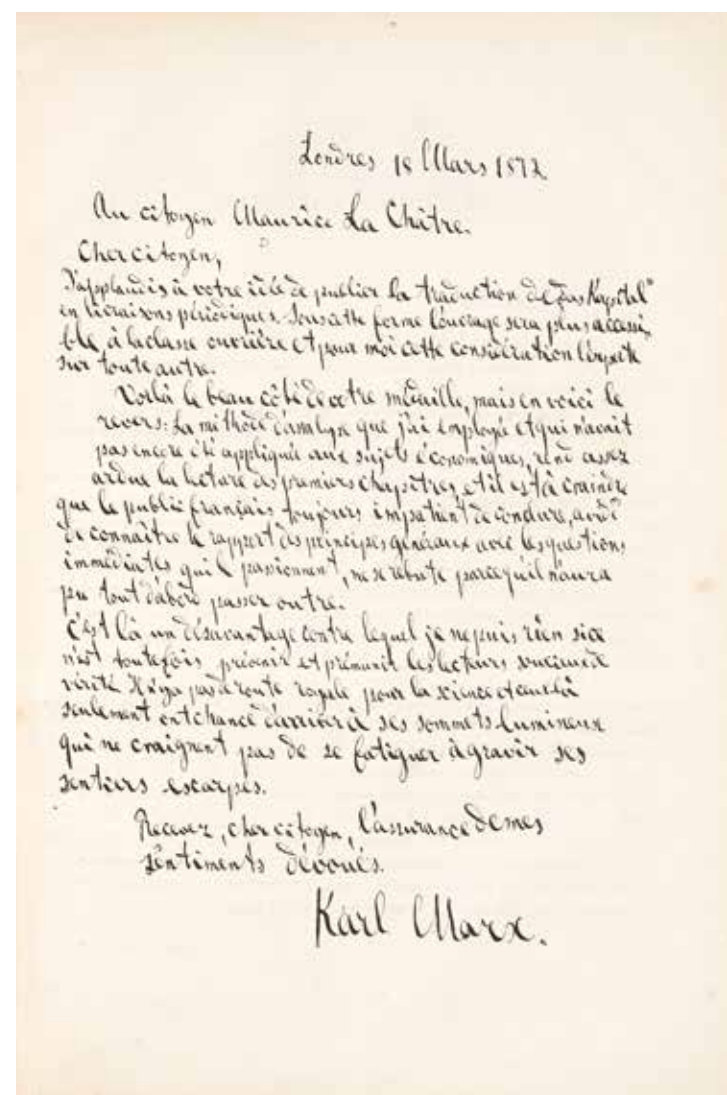 Londres 18 Mars 1872
Au citoyen Maurice La Châtre.
Cher citoyen,
J'applaudis à votre idée de publier la traduction de „Das Kapital"
en livraisons périodiques. Sous cette forme l'ouvrage sera plus accessi
ble à la classe ouvrière et pour moi cette considération l'emporte
sur toute autre.
Voilà le beau côté de votre médaille, mais en voici le
revers: La méthode d'analyse que j'ai employée et qui n'avait
pas encore été appliquée aux sujets économiques, rend assez
ardue la lecture des premiers chapitres, et il est à craindre
que le public français toujours impatient de conclure, avide
de connaître le rapport des principes généraux avec les questions
immédiates qui le passionnent, ne se rebute parcequ'il n'aura
pu tout d'abord passer outre.
C'est là un désavantage contre lequel je ne puis rien si ce
n'est toutefois prévenir et prémunir les lecteurs soucieux de
vérité. Il n'y a pas de route royale pour la science et ceux-là
seulement ont chance d'arriver à ses sommets lumineux
qui ne craignent pas de se fatiguer à gravir ses
sentiers escarpés.
Recevez, cher citoyen, l'assurance de mes
sentiments dévoués.
Karl Marx.